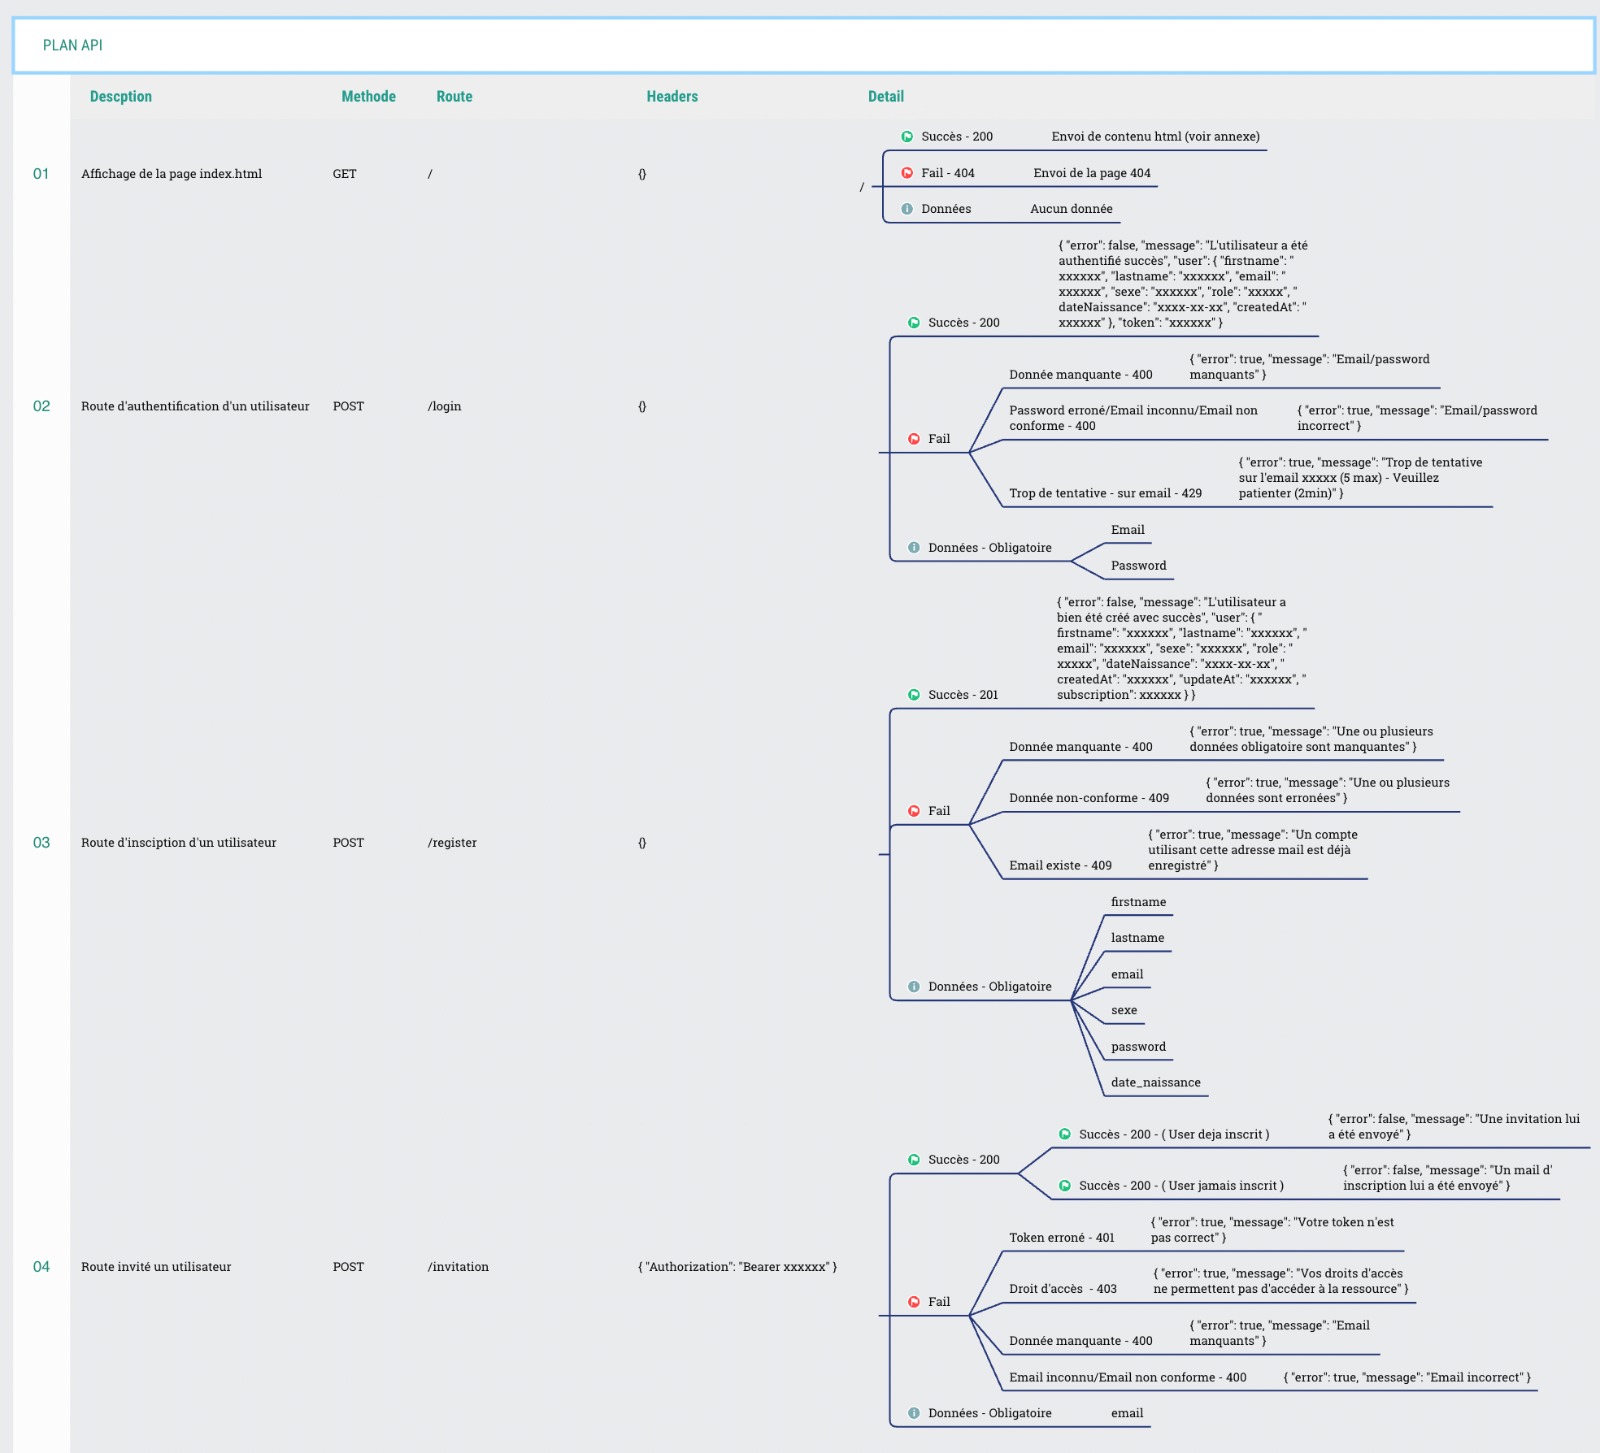 PLAN API
Descption
Methode
Route
Headers
Detail
01
Affichage de la page index.html
GET
/
{}
/
Succès - 200
Envoi de contenu html (voir annexe)
Fail - 404
Envoi de la page 404
Données
Aucun donnée
02
Route d'authentification d'un utilisateur
POST
/login
{}
Succès - 200
{ "error": false, "message": "L'utilisateur a été
authentifié succès", "user": { "firstname": "
xxxxxx", "lastname": "xxxxxx", "email": "
xxxxxx", "sexe": "xxxxxx", "role": "xxxxx", "
dateNaissance": "xxxx-xx-xx", "createdAt": "
xxxxxx" }, "token": "xxxxxx" }
Fail
Donnée manquante - 400
{ "error": true, "message": "Email/password
manquants" }
Password erroné/Email inconnu/Email non
conforme - 400
{ "error": true, "message": "Email/password
incorrect" }
Trop de tentative - sur email - 429
{ "error": true, "message": "Trop de tentative
sur l'email xxxxx (5 max) - Veuillez
patienter (2min)" }
Données - Obligatoire
Email
Password
03
Route d'insciption d'un utilisateur
POST
/register
{}
Succès - 201
{ "error": false, "message": "L'utilisateur a
bien été créé avec succès", "user": { "
firstname": "xxxxxx", "lastname": "xxxxxx", "
email": "xxxxxx", "sexe": "xxxxxx", "role": "
xxxxx", "dateNaissance": "xxxx-xx-xx", "
createdAt": "xxxxxx", "updateAt": "xxxxxx", "
subscription": xxxxxx } }
Fail
Donnée manquante - 400
{ "error": true, "message": "Une ou plusieurs
données obligatoire sont manquantes" }
Donnée non-conforme - 409
{ "error": true, "message": "Une ou plusieurs
données sont erronées" }
Email existe - 409
{ "error": true, "message": "Un compte
utilisant cette adresse mail est déjà
enregistré" }
Données - Obligatoire
firstname
lastname
email
sexe
password
date_naissance
04
Route invité un utilisateur
POST
/invitation
{ "Authorization": "Bearer xxxxxx" }
Succès - 200
Succès - 200 - ( User deja inscrit )
{ "error": false, "message": "Une invitation lui
a été envoyé" }
Succès - 200 - ( User jamais inscrit )
{ "error": false, "message": "Un mail d'
inscription lui a été envoyé" }
Fail
Token erroné - 401
{ "error": true, "message": "Votre token n'est
pas correct" }
Droit d'accès - 403
{ "error": true, "message": "Vos droits d'accès
ne permettent pas d'accéder à la ressource" }
Donnée manquante - 400
{ "error": true, "message": "Email
manquants" }
Email inconnu/Email non conforme - 400
{ "error": true, "message": "Email incorrect" }
Données - Obligatoire
email